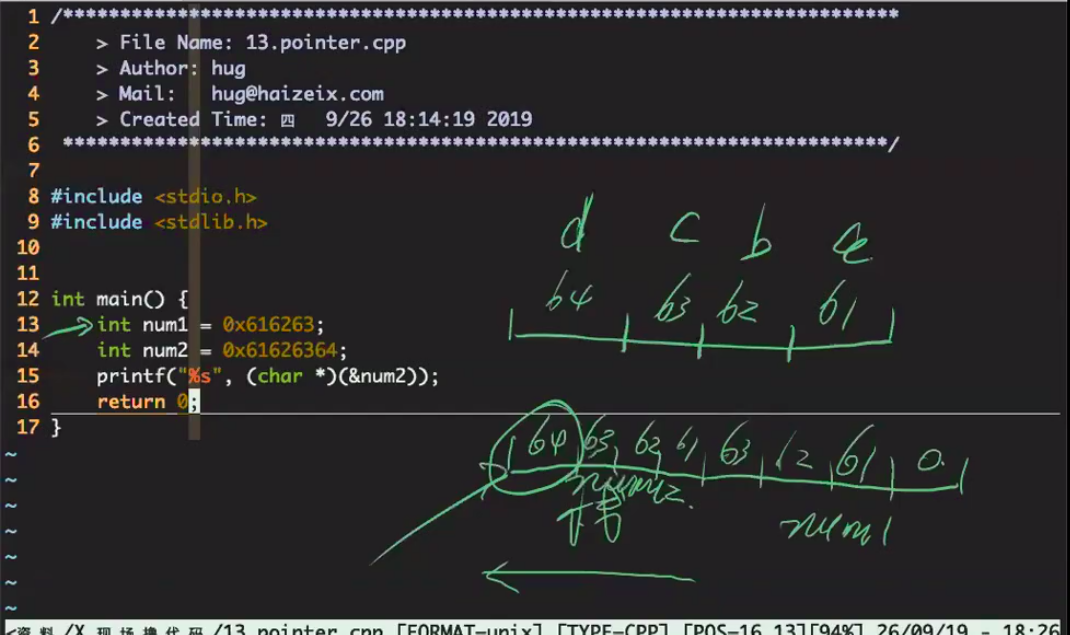 1 /*************************************************************************
2     > File Name: 13.pointer.cpp
3     > Author: hug
4     > Mail:   hug@haizeix.com
5     > Created Time: 四   9/26 18:14:19 2019
6  ************************************************************************/
7
8 #include <stdio.h>
9 #include <stdlib.h>
10
11
12 int main() {
13     int num1 = 0x616263;
14     int num2 = 0x61626364;
15     printf("%s", (char *)(&num2));
16     return 0;
17 }
~
~
~
~
~
~
~
d c b a
64 63 62 61
64 63 62 61 63 62 61 0
num2
num1
<资 料 /X 现 场 撸 代 码 /13.pointer.cpp [FORMAT=unix] [TYPE=CPP] [POS=16,13][94%] 26/09/19 - 18:26